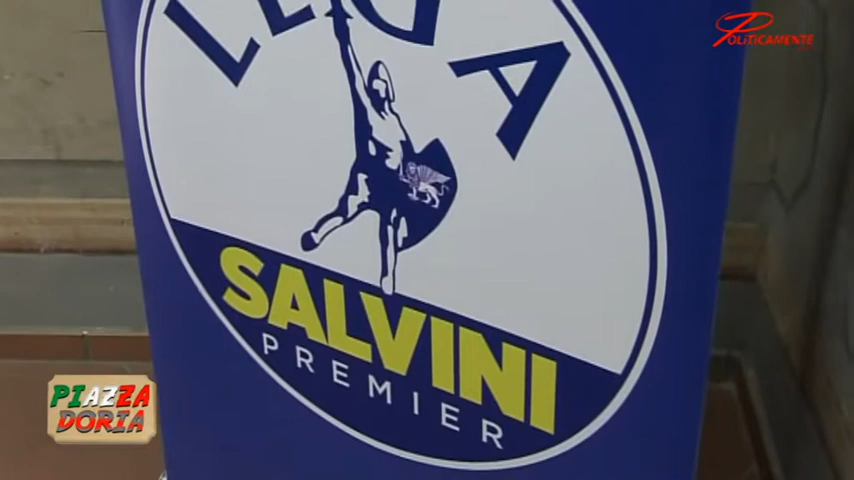 POLITICAMENTE
LEGA
SALVINI
PREMIER
PIAZZA
DORIA